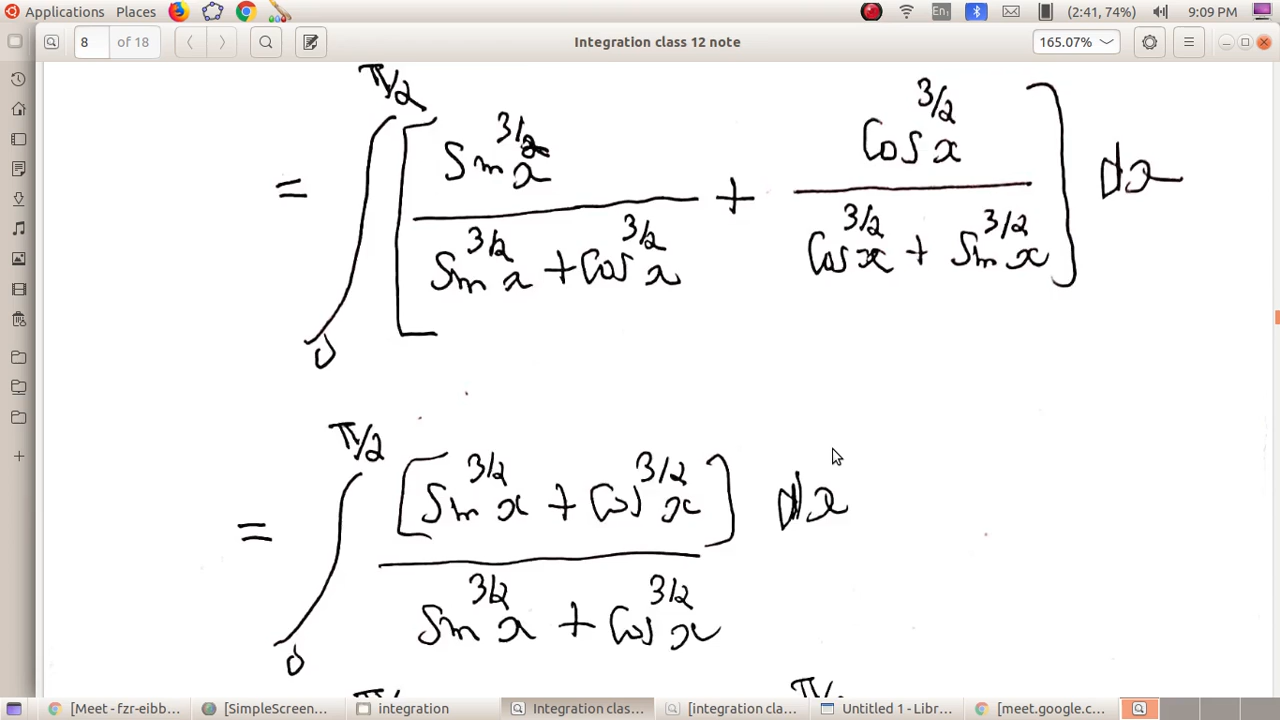 Applications Places En₁ (2:41, 74%) 9:09 PM
8 of 18 Integration class 12 note 165.07%
= ∫₀^{π/2} [ Sin^{3/2} x / (Sin^{3/2} x + Cos^{3/2} x) + Cos^{3/2} x / (Cos^{3/2} x + Sin^{3/2} x) ] dx
= ∫₀^{π/2} [Sin^{3/2} x + Cos^{3/2} x] / (Sin^{3/2} x + Cos^{3/2} x) dx
π/2
[Meet - fzr-eibb... [SimpleScreen... integration Integration clas... [integration cla... Untitled 1 - Libr... [meet.google.c...